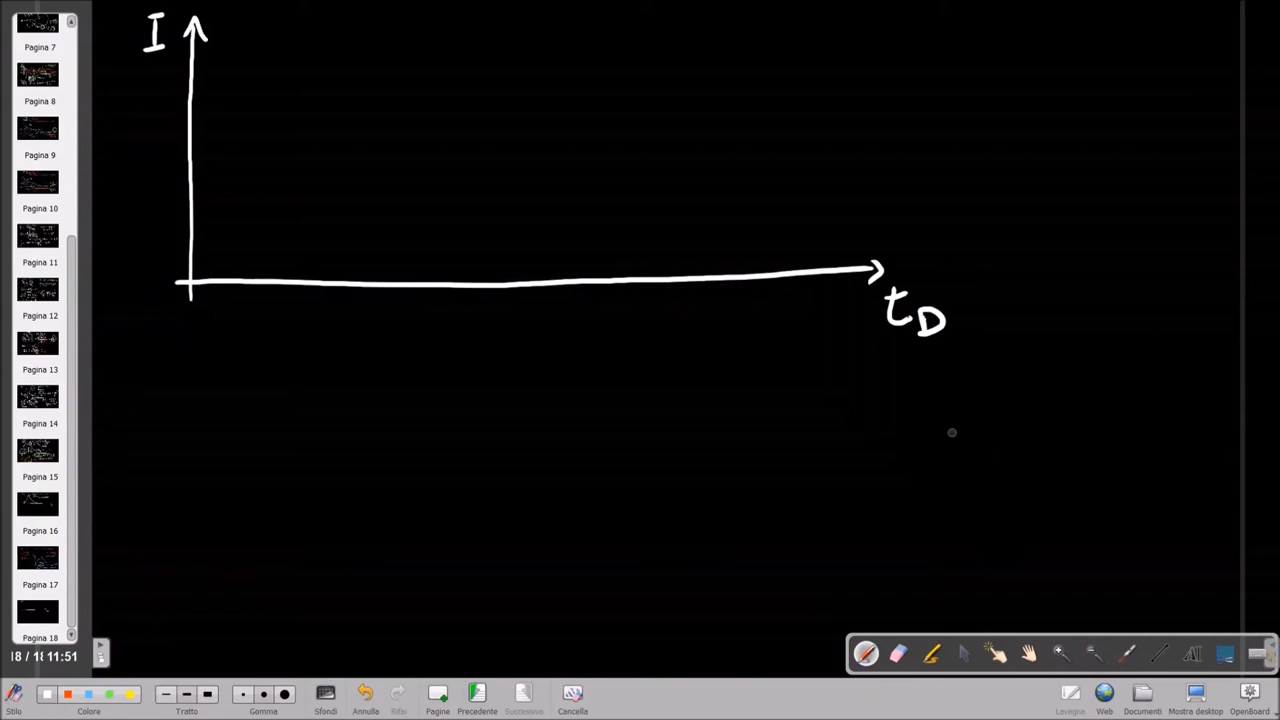 I
t_D
Pagina 7
Pagina 8
Pagina 9
Pagina 10
Pagina 11
Pagina 12
Pagina 13
Pagina 14
Pagina 15
Pagina 16
Pagina 17
Pagina 18
11:51
Stilo
Colore
Tratto
Gomma
Sfondi
Annulla
Rifai
Pagine
Precedente
Successivo
Cancella
Lavagna
Web
Documenti
Mostra desktop
OpenBoard